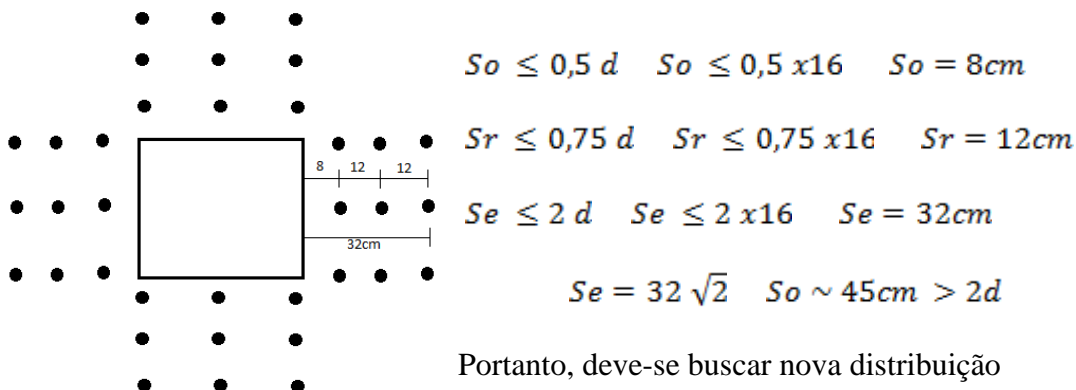 So ≤ 0,5 d So ≤ 0,5 x16 So = 8cm
Sr ≤ 0,75 d Sr ≤ 0,75 x16 Sr = 12cm
8 12 12
Se ≤ 2 d Se ≤ 2 x16 Se = 32cm
32cm
Se = 32 √2 So ~ 45cm > 2d
Portanto, deve-se buscar nova distribuição